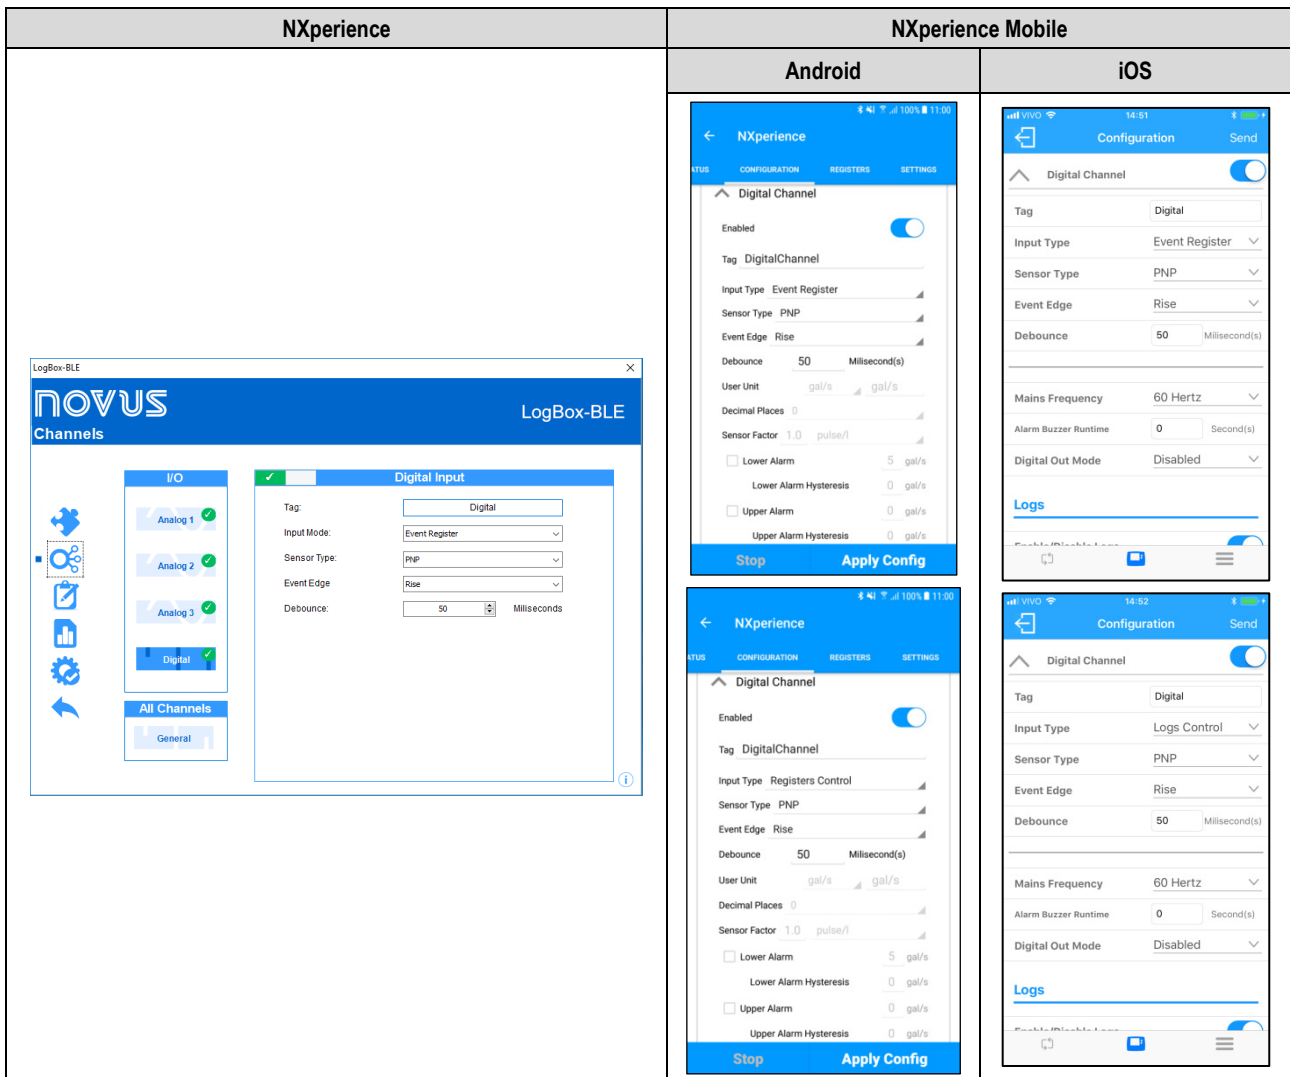 NXperience
NXperience Mobile
Android
iOS
LogBox-BLE
NOVUS
LogBox-BLE
Channels
I/O
Analog 1
Analog 2
Analog 3
Digital
All Channels
General
Digital Input
Tag: Digital
Input Mode: Event Register
Sensor Type: PNP
Event Edge Rise
Debounce: 50 Miliseconds
100% 11:00
NXperience
ATUS CONFIGURATION REGISTERS SETTINGS
Digital Channel
Enabled
Tag DigitalChannel
Input Type Event Register
Sensor Type PNP
Event Edge Rise
Debounce 50 Milisecond(s)
User Unit gal/s gal/s
Decimal Places 0
Sensor Factor 1.0 pulse/l
Lower Alarm 5 gal/s
Lower Alarm Hysteresis 0 gal/s
Upper Alarm 0 gal/s
Upper Alarm Hysteresis 0 gal/s
Stop Apply Config
VIVO 14:51
Configuration Send
Digital Channel
Tag Digital
Input Type Event Register
Sensor Type PNP
Event Edge Rise
Debounce 50 Milisecond(s)
Mains Frequency 60 Hertz
Alarm Buzzer Runtime 0 Second(s)
Digital Out Mode Disabled
Logs
Enable/Disable Logs
100% 11:00
NXperience
ATUS CONFIGURATION REGISTERS SETTINGS
Digital Channel
Enabled
Tag DigitalChannel
Input Type Registers Control
Sensor Type PNP
Event Edge Rise
Debounce 50 Milisecond(s)
User Unit gal/s gal/s
Decimal Places 0
Sensor Factor 1.0 pulse/l
Lower Alarm 5 gal/s
Lower Alarm Hysteresis 0 gal/s
Upper Alarm 0 gal/s
Upper Alarm Hysteresis 0 gal/s
Stop Apply Config
VIVO 14:52
Configuration Send
Digital Channel
Tag Digital
Input Type Logs Control
Sensor Type PNP
Event Edge Rise
Debounce 50 Milisecond(s)
Mains Frequency 60 Hertz
Alarm Buzzer Runtime 0 Second(s)
Digital Out Mode Disabled
Logs
Enable/Disable Logs